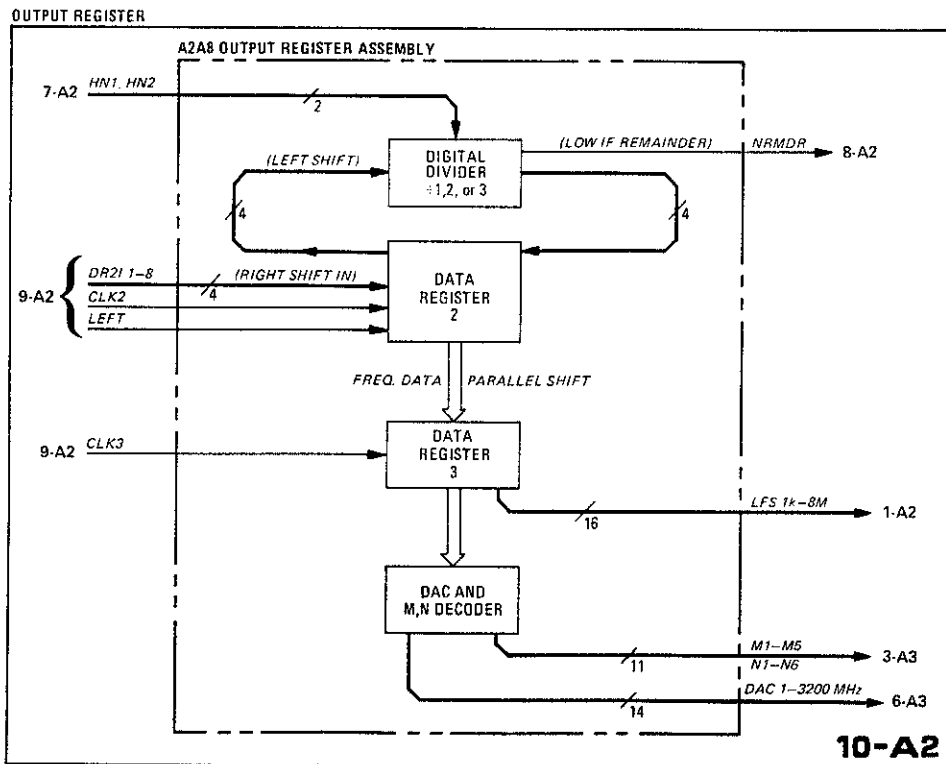 OUTPUT REGISTER
A2A8 OUTPUT REGISTER ASSEMBLY
7-A2
HN1, HN2
2
(LEFT SHIFT)
DIGITAL
DIVIDER
÷1,2, or 3
(LOW IF REMAINDER)
NRMDR
8-A2
4
4
9-A2
DR2I 1–8
4
(RIGHT SHIFT IN)
CLK2
LEFT
DATA
REGISTER
2
FREQ. DATA
PARALLEL SHIFT
9-A2
CLK3
DATA
REGISTER
3
16
LFS 1k–8M
1-A2
DAC AND
M,N DECODER
11
M1–M5
N1–N6
3-A3
14
DAC 1–3200 MHz
6-A3
10-A2